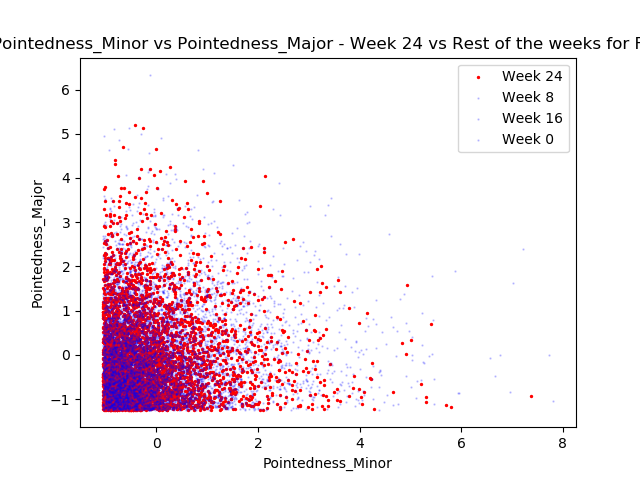 Pointedness_Minor vs Pointedness_Major - Week 24 vs Rest of the weeks for
Week 24
Week 8
Week 16
Week 0
6
5
4
3
2
1
0
−1
Pointedness_Major
0
2
4
6
8
Pointedness_Minor